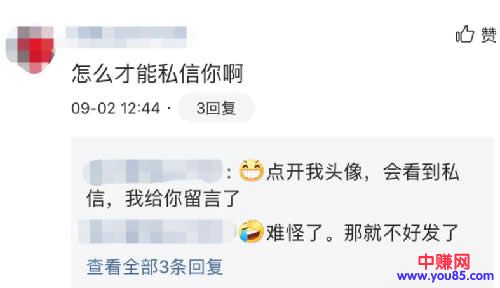 赞
怎么才能私信你啊
09-02 12:44 · 3回复
:😁点开我头像，会看到私
信，我给你留言了
🤣难怪了。那就不好发了
查看全部3条回复
中赚网
www.you85.com